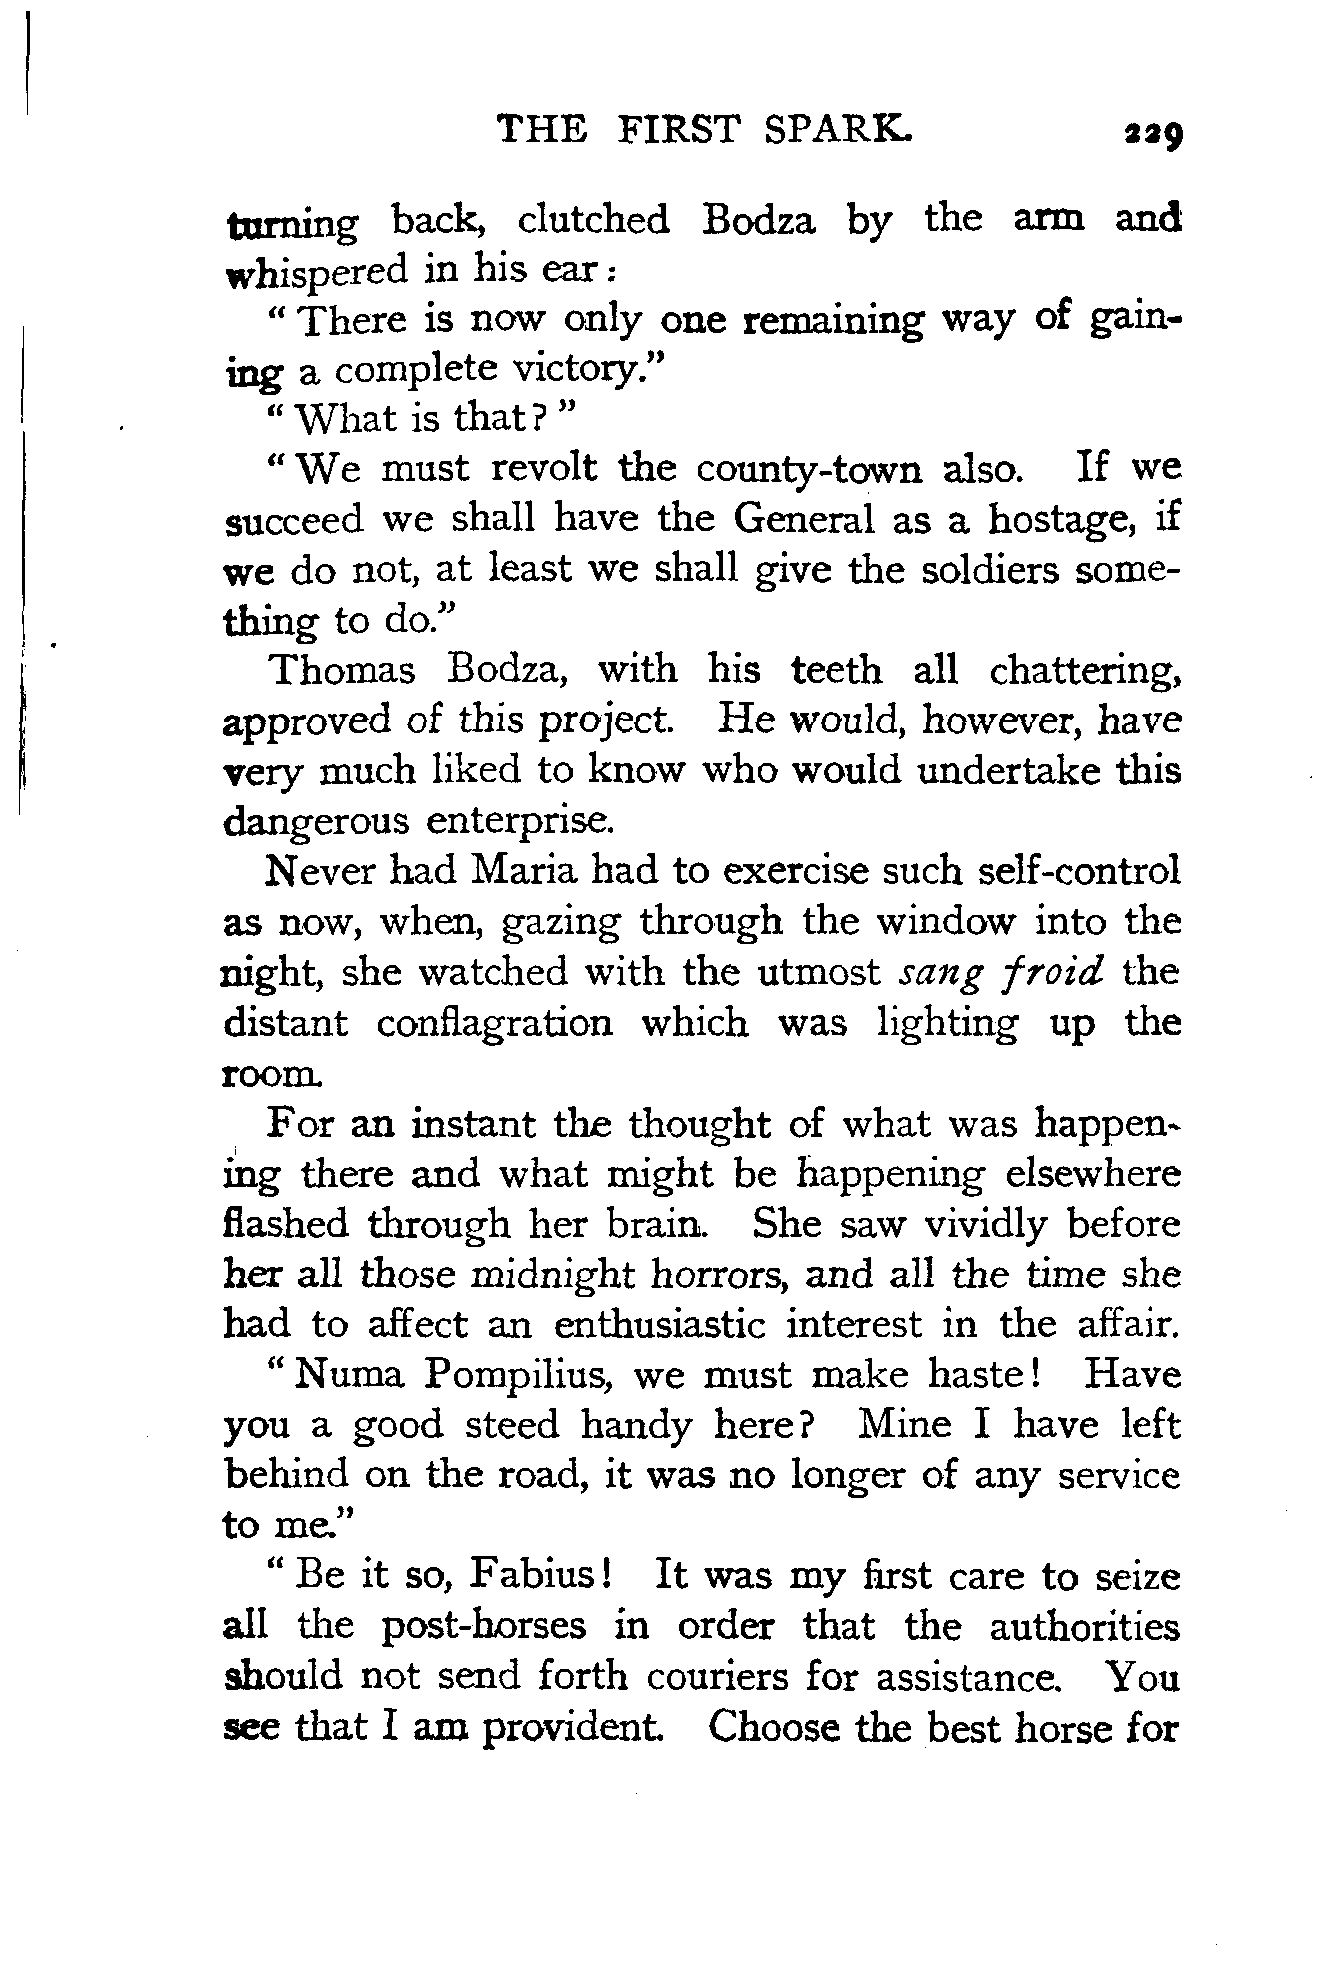 THE FIRST SPARK. 229
turning back, clutched Bodza by the arm and
whispered in his ear:
“There is now only one remaining way of gain-
ing a complete victory.”
“What is that?”
“We must revolt the county-town also. If we
succeed we shall have the General as a hostage, if
we do not, at least we shall give the soldiers some-
thing to do.”
Thomas Bodza, with his teeth all chattering,
approved of this project. He would, however, have
very much liked to know who would undertake this
dangerous enterprise.
Never had Maria had to exercise such self-control
as now, when, gazing through the window into the
night, she watched with the utmost sang froid the
distant conflagration which was lighting up the
room.
For an instant the thought of what was happen-
ing there and what might be happening elsewhere
flashed through her brain. She saw vividly before
her all those midnight horrors, and all the time she
had to affect an enthusiastic interest in the affair.
“Numa Pompilius, we must make haste! Have
you a good steed handy here? Mine I have left
behind on the road, it was no longer of any service
to me.”
“Be it so, Fabius! It was my first care to seize
all the post-horses in order that the authorities
should not send forth couriers for assistance. You
see that I am provident. Choose the best horse for